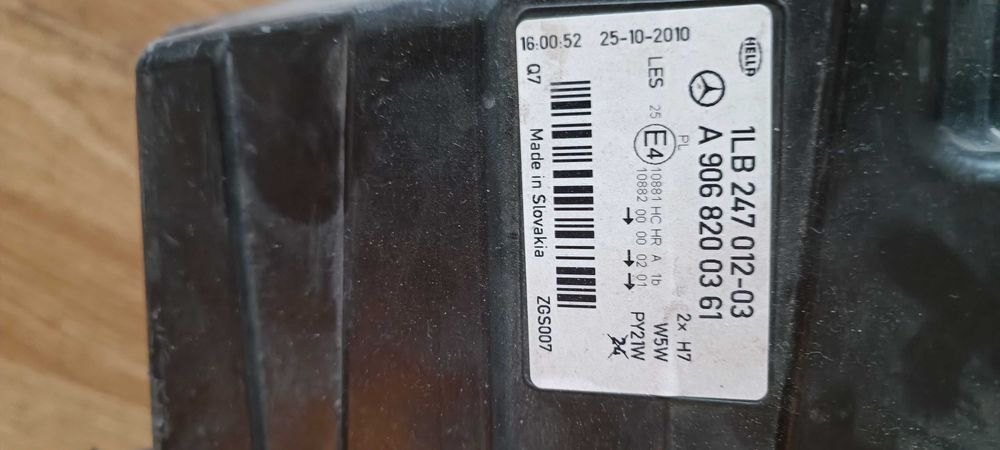 HELLA
1LB 247 012-03
A 906 820 03 61
2x H7
PL
W5W
PY21W
LES 25 E4 10881 HC HR A 1b
10882 00 00 02 01
24
16:00:52 25-10-2010
Q7 Made in Slovakia ZGS007